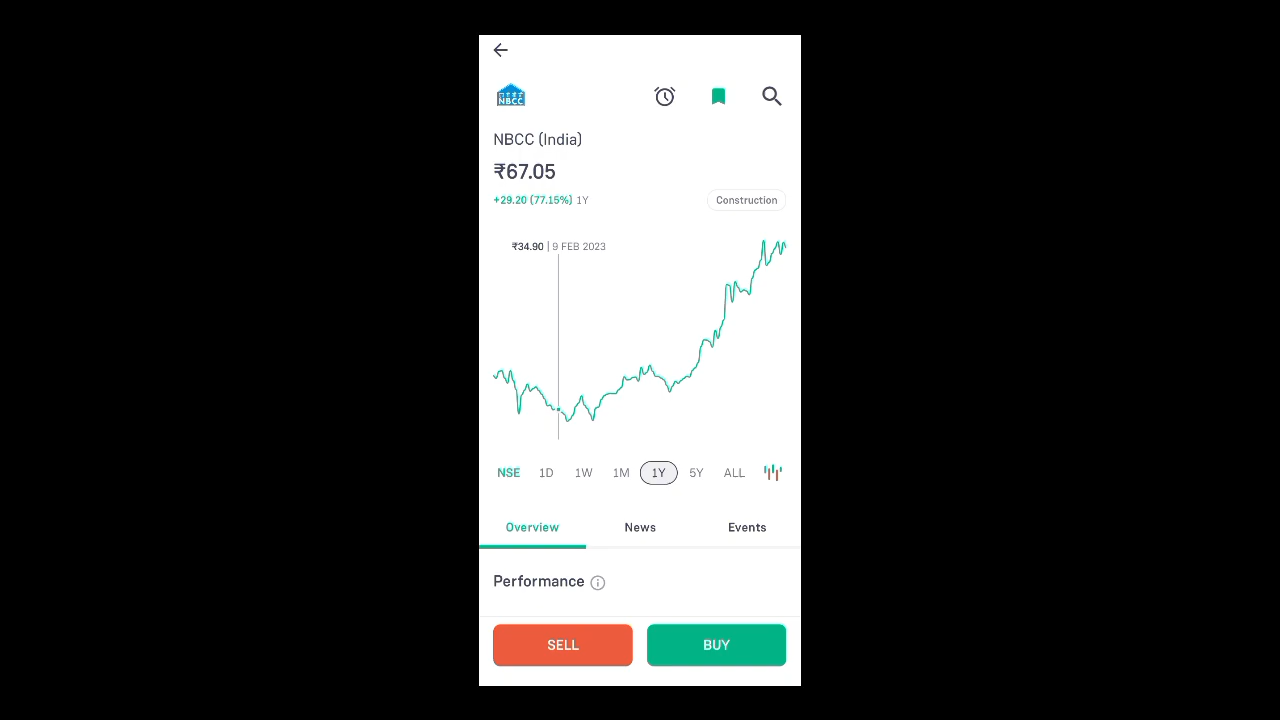 NBCC
NBCC (India)
₹67.05
+29.20 (77.15%) 1Y
Construction
₹34.90 | 9 FEB 2023
NSE 1D 1W 1M 1Y 5Y ALL
Overview News Events
Performance
SELL BUY